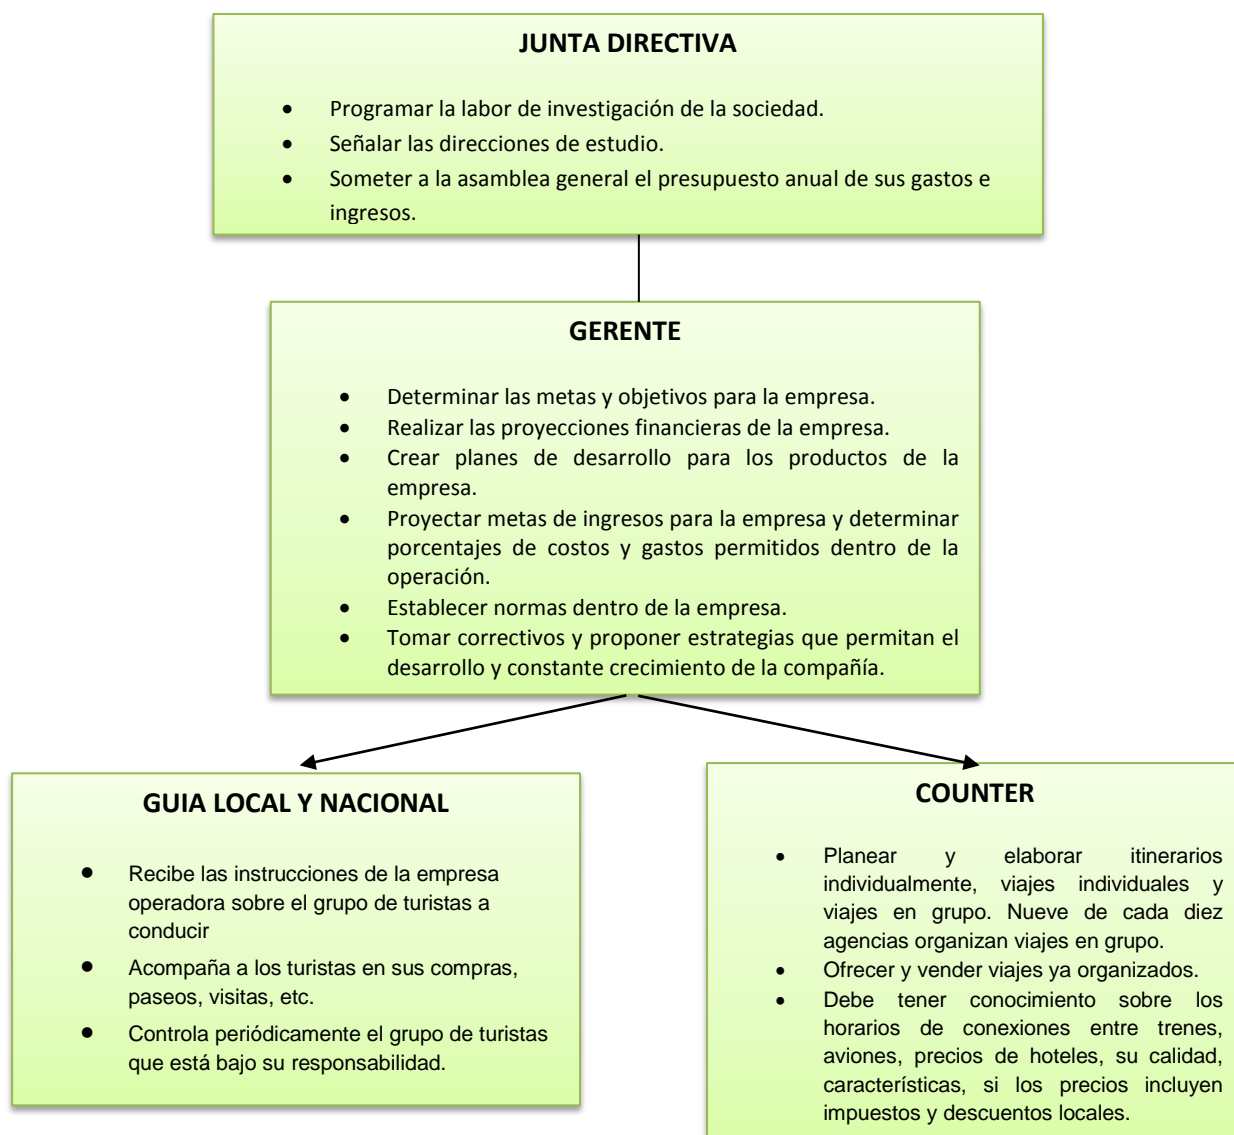 JUNTA DIRECTIVA
• Programar la labor de investigación de la sociedad.
• Señalar las direcciones de estudio.
• Someter a la asamblea general el presupuesto anual de sus gastos e
ingresos.
GERENTE
• Determinar las metas y objetivos para la empresa.
• Realizar las proyecciones financieras de la empresa.
• Crear planes de desarrollo para los productos de la
empresa.
• Proyectar metas de ingresos para la empresa y determinar
porcentajes de costos y gastos permitidos dentro de la
operación.
• Establecer normas dentro de la empresa.
• Tomar correctivos y proponer estrategias que permitan el
desarrollo y constante crecimiento de la compañía.
GUIA LOCAL Y NACIONAL
• Recibe las instrucciones de la empresa
operadora sobre el grupo de turistas a
conducir
• Acompaña a los turistas en sus compras,
paseos, visitas, etc.
• Controla periódicamente el grupo de turistas
que está bajo su responsabilidad.
COUNTER
• Planear y elaborar itinerarios
individualmente, viajes individuales y
viajes en grupo. Nueve de cada diez
agencias organizan viajes en grupo.
• Ofrecer y vender viajes ya organizados.
• Debe tener conocimiento sobre los
horarios de conexiones entre trenes,
aviones, precios de hoteles, su calidad,
características, si los precios incluyen
impuestos y descuentos locales.